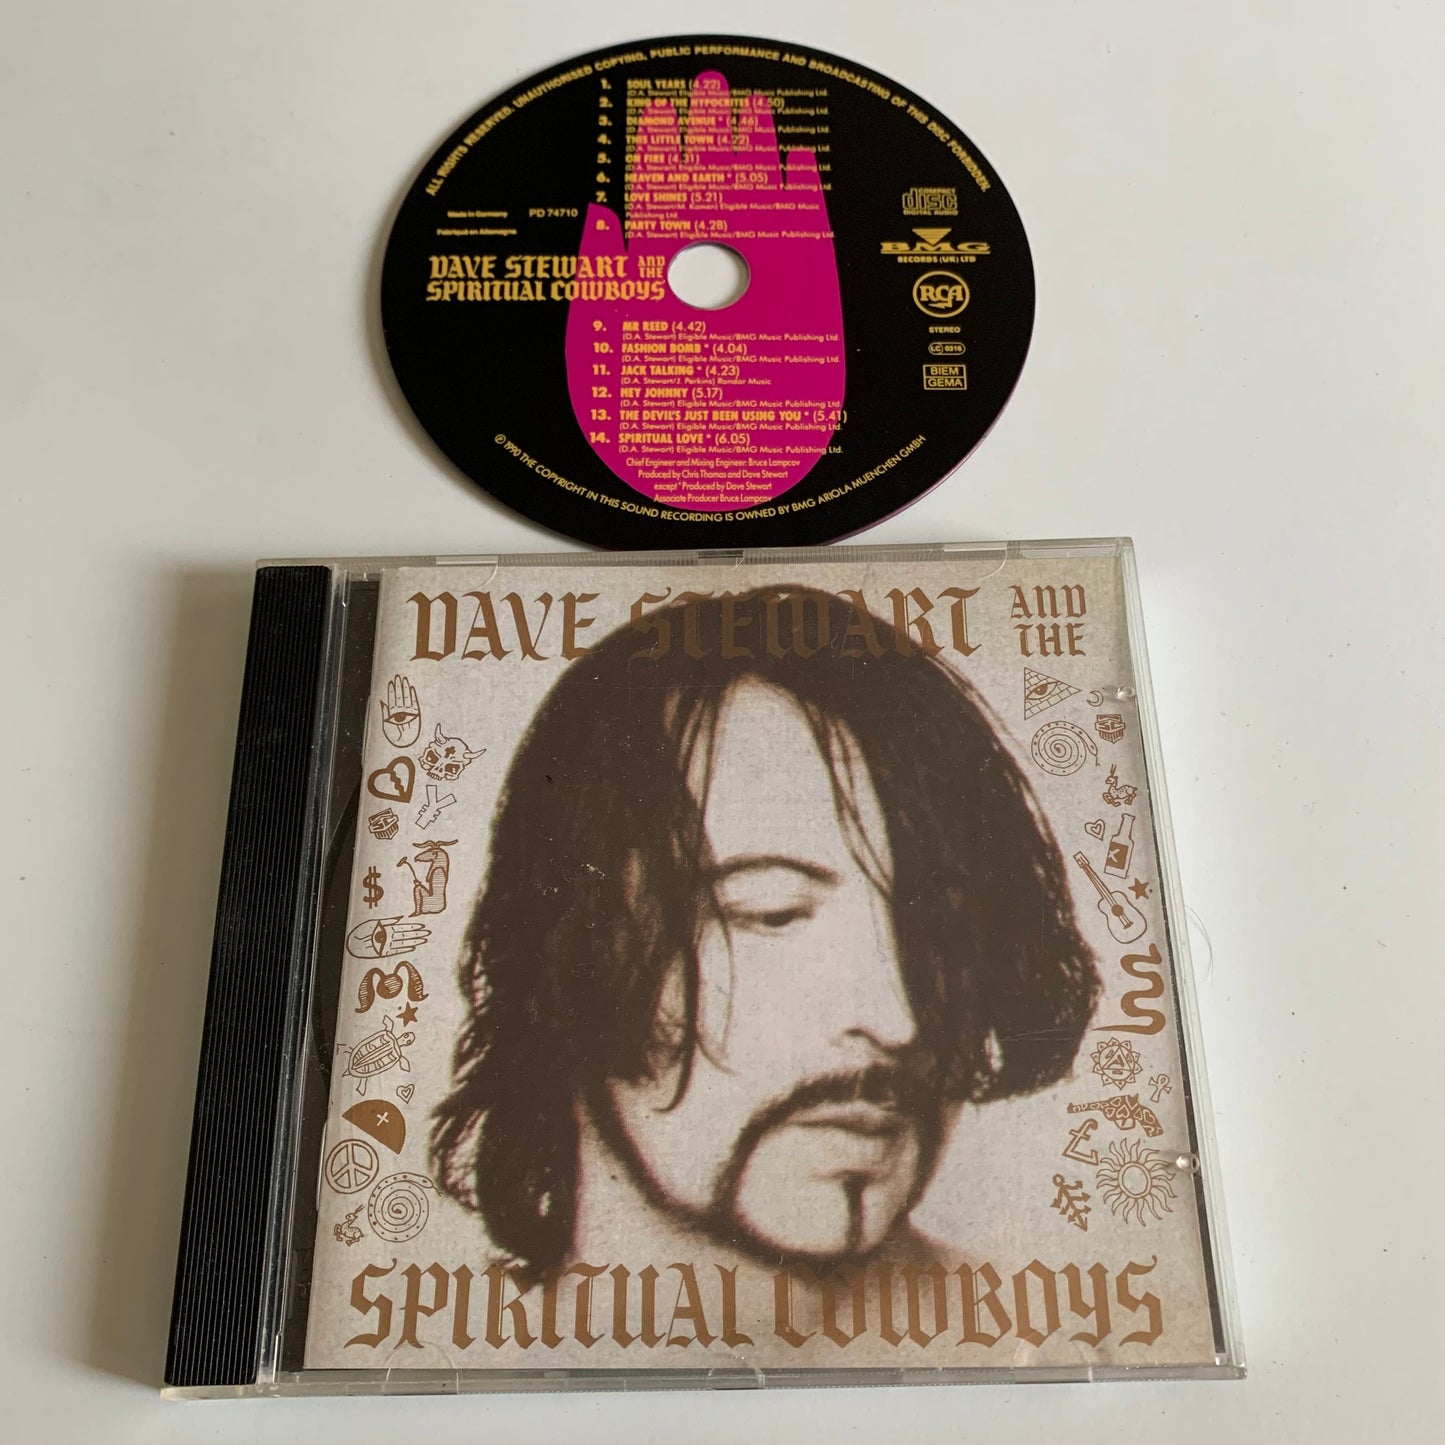 ALL RIGHTS RESERVED. UNAUTHORISED COPYING, PUBLIC PERFORMANCE AND BROADCASTING OF THIS DISC FORBIDDEN.
1. SOUL YEARS (4.22)
(D.A. Stewart) Eligible Music/BMG Music Publishing Ltd.
2. KING OF THE HYPOCRITES (4.50)
(D.A. Stewart) Eligible Music/BMG Music Publishing Ltd.
3. DIAMOND AVENUE * (4.46)
(D.A. Stewart) Eligible Music/BMG Music Publishing Ltd.
4. THIS LITTLE TOWN (4.22)
(D.A. Stewart) Eligible Music/BMG Music Publishing Ltd.
5. ON FIRE (4.31)
(D.A. Stewart) Eligible Music/BMG Music Publishing Ltd.
6. HEAVEN AND EARTH * (5.05)
(D.A. Stewart) Eligible Music/BMG Music Publishing Ltd.
7. LOVE SHINES (5.21)
(D.A. Stewart/M. Kamen) Eligible Music/BMG Music
Publishing Ltd.
8. PARTY TOWN (4.28)
(D.A. Stewart) Eligible Music/BMG Music Publishing Ltd.
Made in Germany
PD 74710
Fabriqué en Allemagne
COMPACT
disc
DIGITAL AUDIO
BMG
RECORDS (UK) LTD
RCA
STEREO
LC 0316
BIEM
GEMA
DAVE STEWART AND THE
SPIRITUAL COWBOYS
9. MR REED (4.42)
(D.A. Stewart) Eligible Music/BMG Music Publishing Ltd.
10. FASHION BOMB * (4.04)
(D.A. Stewart) Eligible Music/BMG Music Publishing Ltd.
11. JACK TALKING * (4.23)
(D.A. Stewart/J. Perkins) Rondor Music
12. HEY JOHNNY (5.17)
(D.A. Stewart) Eligible Music/BMG Music Publishing Ltd.
13. THE DEVIL'S JUST BEEN USING YOU * (5.41)
(D.A. Stewart) Eligible Music/BMG Music Publishing Ltd.
14. SPIRITUAL LOVE * (6.05)
(D.A. Stewart) Eligible Music/BMG Music Publishing Ltd.
Chief Engineer and Mixing Engineer: Bruce Lampcov
Produced by Chris Thomas and Dave Stewart
except * Produced by Dave Stewart
Associate Producer Bruce Lampcov
℗ 1990 THE COPYRIGHT IN THIS SOUND RECORDING IS OWNED BY BMG ARIOLA MUENCHEN GMBH
DAVE STEWART AND
THE
¥
$
K
£
SPIRITUAL COWBOYS